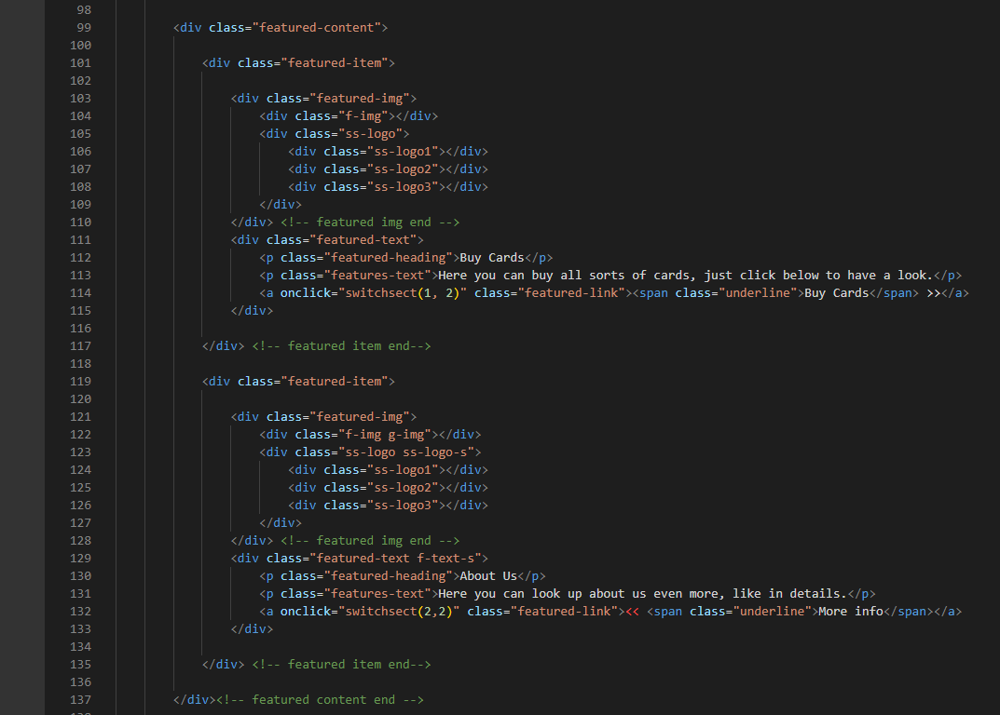 98
99 <div class="featured-content">
100
101 <div class="featured-item">
102
103 <div class="featured-img">
104 <div class="f-img"></div>
105 <div class="ss-logo">
106 <div class="ss-logo1"></div>
107 <div class="ss-logo2"></div>
108 <div class="ss-logo3"></div>
109 </div>
110 </div> <!-- featured img end -->
111 <div class="featured-text">
112 <p class="featured-heading">Buy Cards</p>
113 <p class="features-text">Here you can buy all sorts of cards, just click below to have a look.</p>
114 <a onclick="switchsect(1, 2)" class="featured-link"><span class="underline">Buy Cards</span> >></a>
115 </div>
116
117 </div> <!-- featured item end-->
118
119 <div class="featured-item">
120
121 <div class="featured-img">
122 <div class="f-img g-img"></div>
123 <div class="ss-logo ss-logo-s">
124 <div class="ss-logo1"></div>
125 <div class="ss-logo2"></div>
126 <div class="ss-logo3"></div>
127 </div>
128 </div> <!-- featured img end -->
129 <div class="featured-text f-text-s">
130 <p class="featured-heading">About Us</p>
131 <p class="features-text">Here you can look up about us even more, like in details.</p>
132 <a onclick="switchsect(2,2)" class="featured-link"><< <span class="underline">More info</span></a>
133 </div>
134
135 </div> <!-- featured item end-->
136
137 </div><!-- featured content end -->